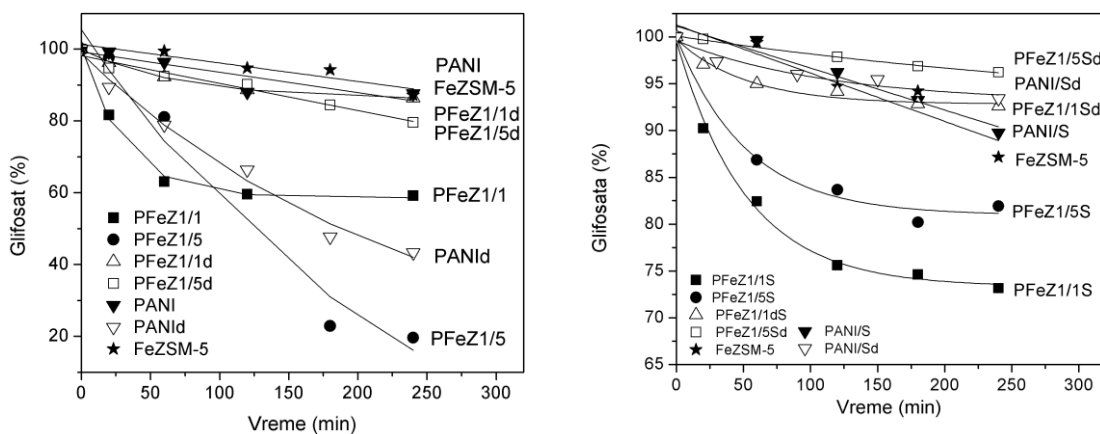 Glifosat (%)
100
80
60
40
20
0
50
100
150
200
250
300
Vreme (min)
PANI
FeZSM-5
PFeZ1/1d
PFeZ1/5d
PFeZ1/1
PANId
PFeZ1/5
PFeZ1/1
PFeZ1/5
PFeZ1/1d
PFeZ1/5d
PANI
PANId
FeZSM-5
Glifosata (%)
100
95
90
85
80
75
70
65
0
50
100
150
200
250
300
Vreme (min)
PFeZ1/5Sd
PANI/Sd
PFeZ1/1Sd
PANI/S
FeZSM-5
PFeZ1/5S
PFeZ1/1S
PFeZ1/1S
PFeZ1/5S
PFeZ1/1dS
PFeZ1/5Sd PANI/S
FeZSM-5 PANI/Sd